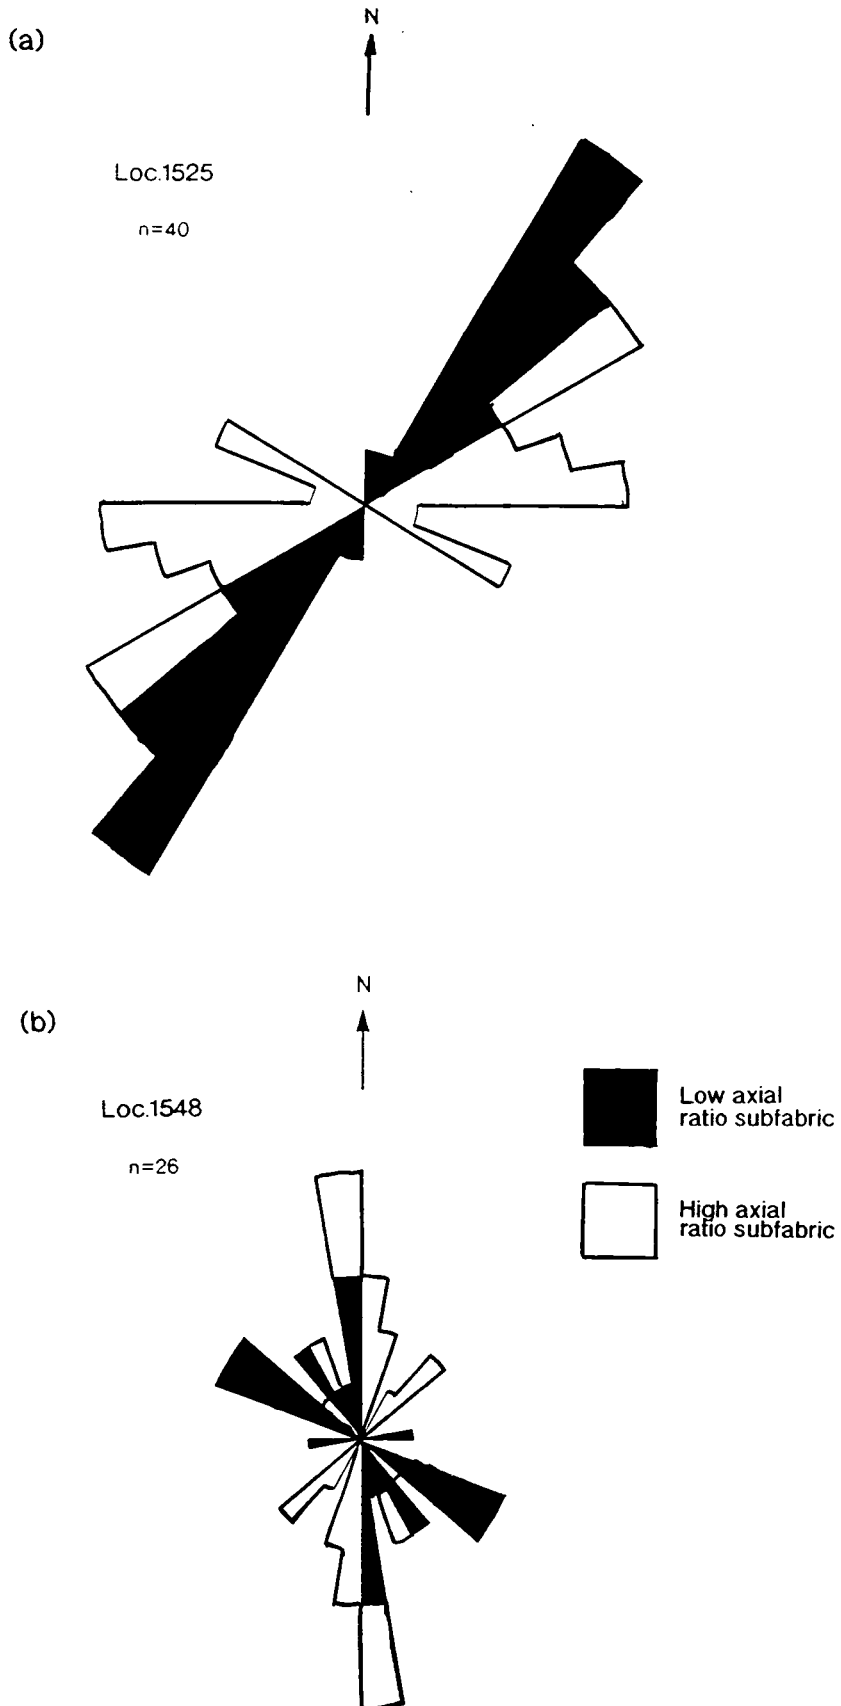 (a)
N
Loc.1525
n=40
(b)
N
Loc.1548
n=26
Low axial
ratio subfabric
High axial
ratio subfabric